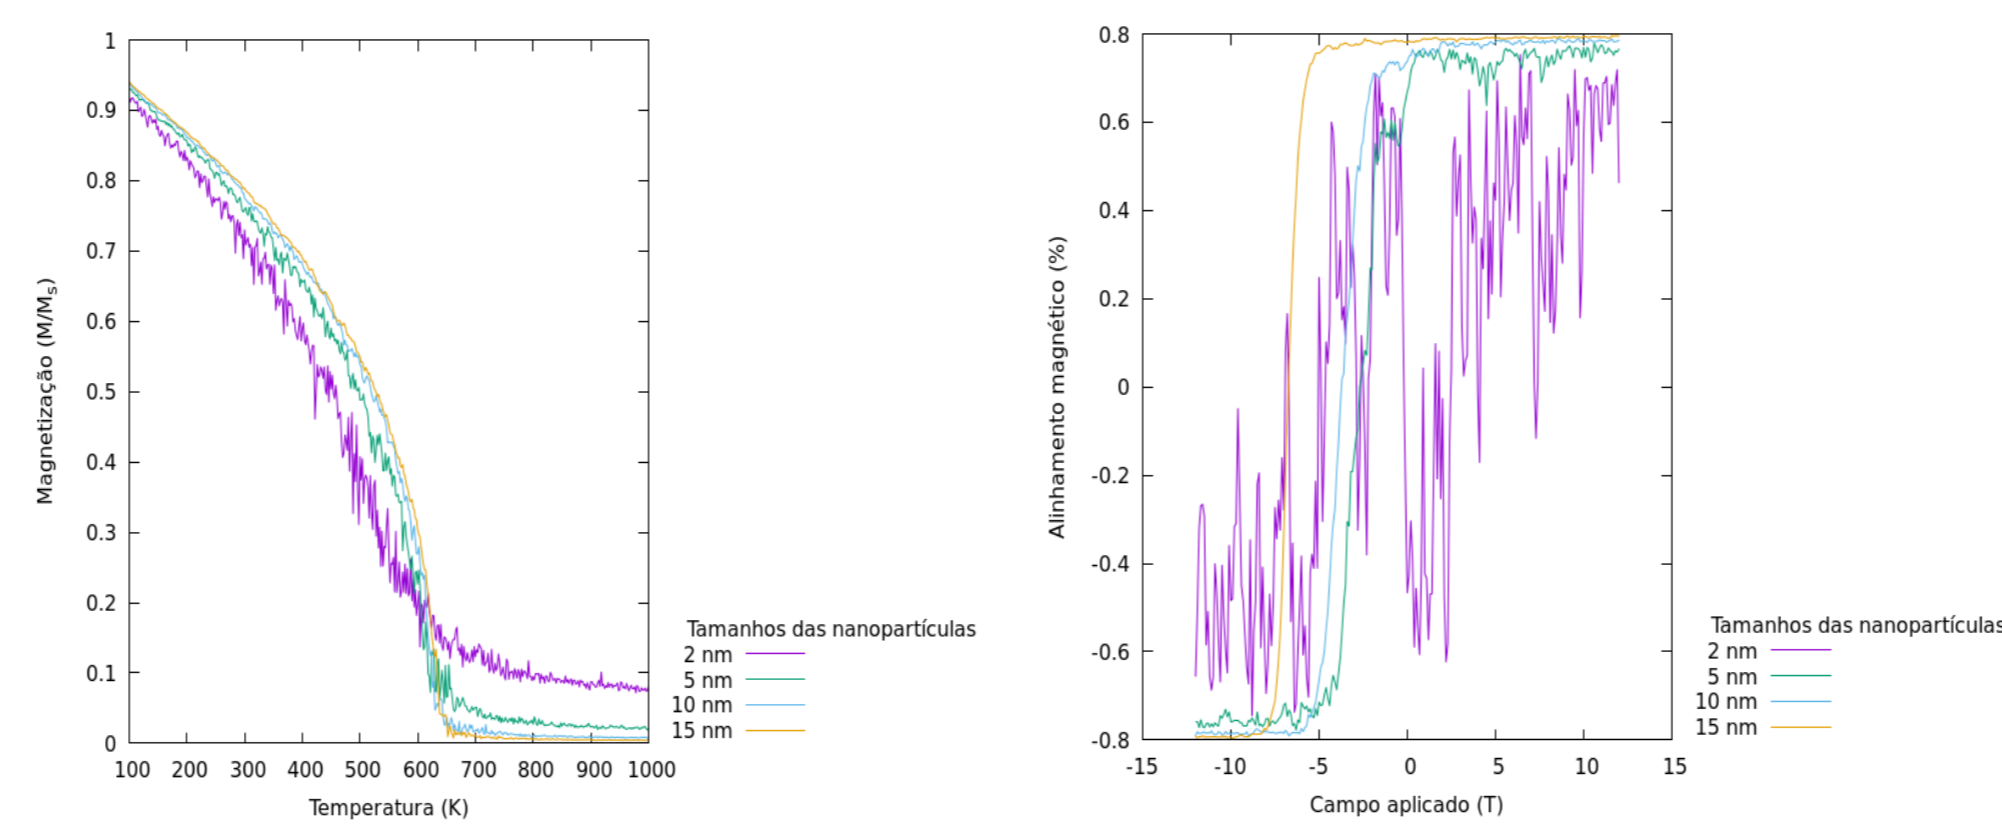 Magnetização (M/Ms)
1
0.9
0.8
0.7
0.6
0.5
0.4
0.3
0.2
0.1
0
100 200 300 400 500 600 700 800 900 1000
Temperatura (K)
Tamanhos das nanopartículas
2 nm
5 nm
10 nm
15 nm
Alinhamento magnético (%)
0.8
0.6
0.4
0.2
0
-0.2
-0.4
-0.6
-0.8
-15 -10 -5 0 5 10 15
Campo aplicado (T)
Tamanhos das nanopartículas
2 nm
5 nm
10 nm
15 nm